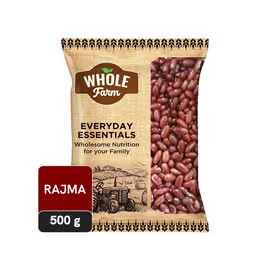 WHOLE
Farm
EVERYDAY
ESSENTIALS
Wholesome Nutrition
for your Family
RAJMA
500 g